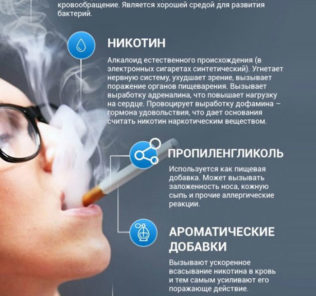 кровообращение. Является хорошей средой для развития
бактерий.
НИКОТИН
Алкалоид естественного происхождения (в
электронных сигаретах синтетический). Угнетает
нервную систему, ухудшает зрение, вызывает
поражение органов пищеварения. Вызывает
выработку адреналина, что повышает нагрузку
на сердце. Провоцирует выработку дофамина –
гормона удовольствия, что дает основания
считать никотин наркотическим веществом.
ПРОПИЛЕНГЛИКОЛЬ
Используется как пищевая
добавка. Может вызывать
заложенность носа, кожную
сыпь и прочие аллергические
реакции.
АРОМАТИЧЕСКИЕ
ДОБАВКИ
Вызывают ускоренное
всасывание никотина в кровь
и тем самым усиливают его
поражающее действие.